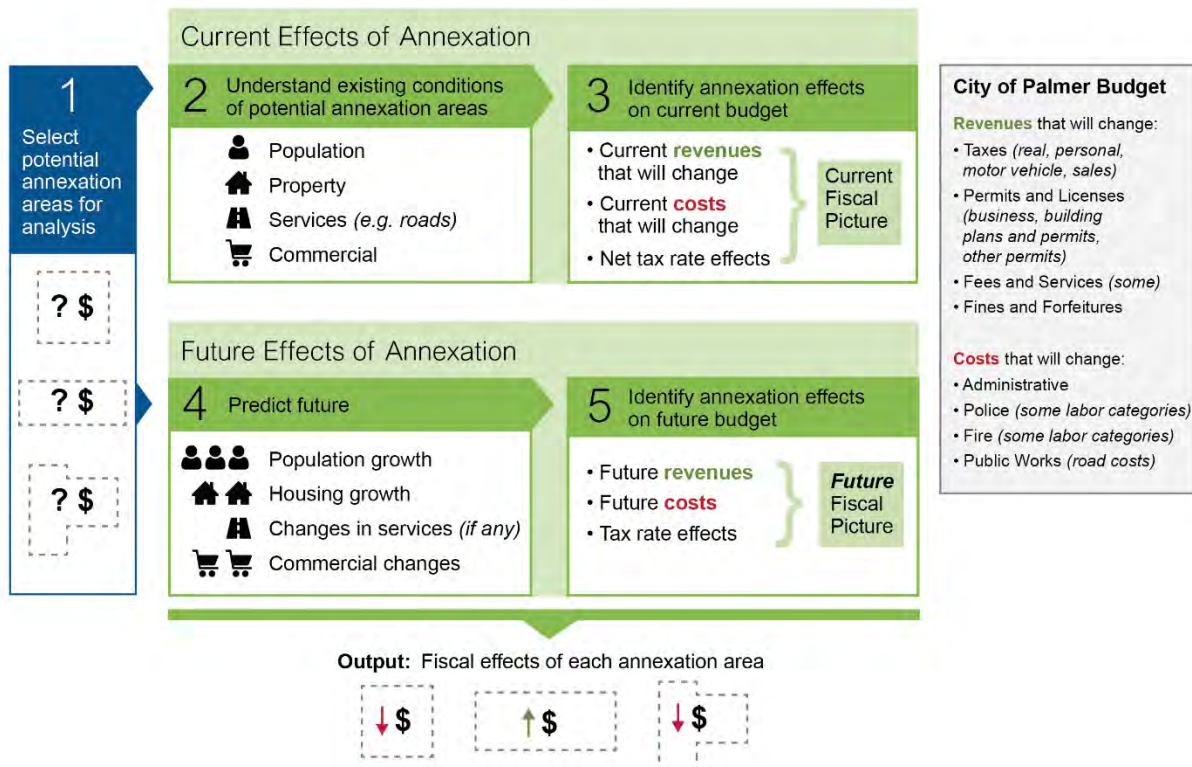 Current Effects of Annexation
1
Select
potential
annexation
areas for
analysis
? $
? $
? $
2 Understand existing conditions
of potential annexation areas
Population
Property
Services (e.g. roads)
Commercial
3 Identify annexation effects
on current budget
• Current revenues
that will change
• Current costs
that will change
• Net tax rate effects
Current
Fiscal
Picture
Future Effects of Annexation
4 Predict future
Population growth
Housing growth
Changes in services (if any)
Commercial changes
5 Identify annexation effects
on future budget
• Future revenues
• Future costs
• Tax rate effects
Future
Fiscal
Picture
City of Palmer Budget
Revenues that will change:
• Taxes (real, personal,
motor vehicle, sales)
• Permits and Licenses
(business, building
plans and permits,
other permits)
• Fees and Services (some)
• Fines and Forfeitures
Costs that will change:
• Administrative
• Police (some labor categories)
• Fire (some labor categories)
• Public Works (road costs)
Output: Fiscal effects of each annexation area
↓ $
↑ $
↓ $